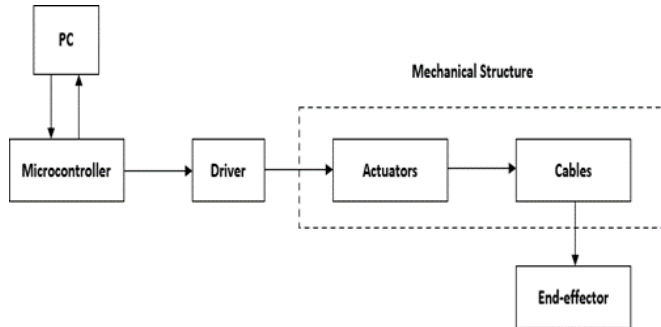 PC
Mechanical Structure
Microcontroller
Driver
Actuators
Cables
End-effector